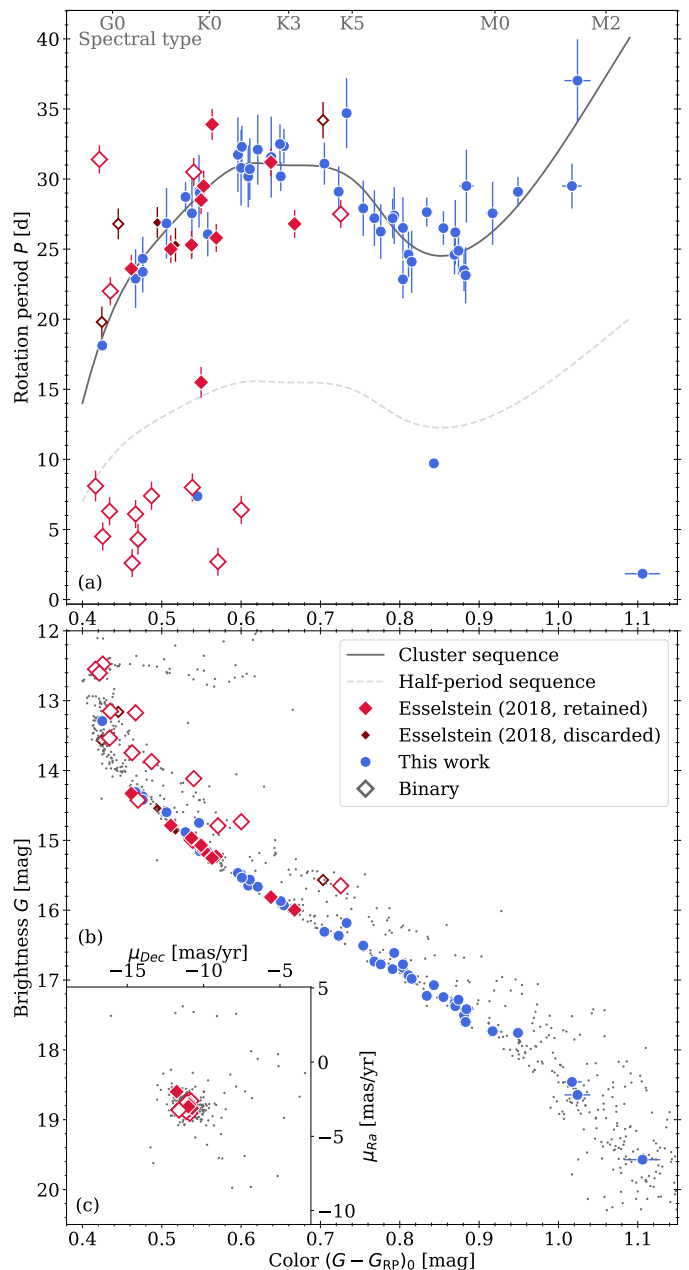 G0 K0 K3 K5 M0 M2
Spectral type
40
35
30
25
20
15
10
5
0
Rotation period P [d]
(a)
0.4 0.5 0.6 0.7 0.8 0.9 1.0 1.1
12
13
14
15
16
17
18
19
20
Brightness G [mag]
Cluster sequence
Half-period sequence
Esselstein (2018, retained)
Esselstein (2018, discarded)
This work
Binary
(b)
μDec [mas/yr]
−15 −10 −5
5
0
−5
−10
μRa [mas/yr]
(c)
0.4 0.5 0.6 0.7 0.8 0.9 1.0 1.1
Color (G − GRP)0 [mag]